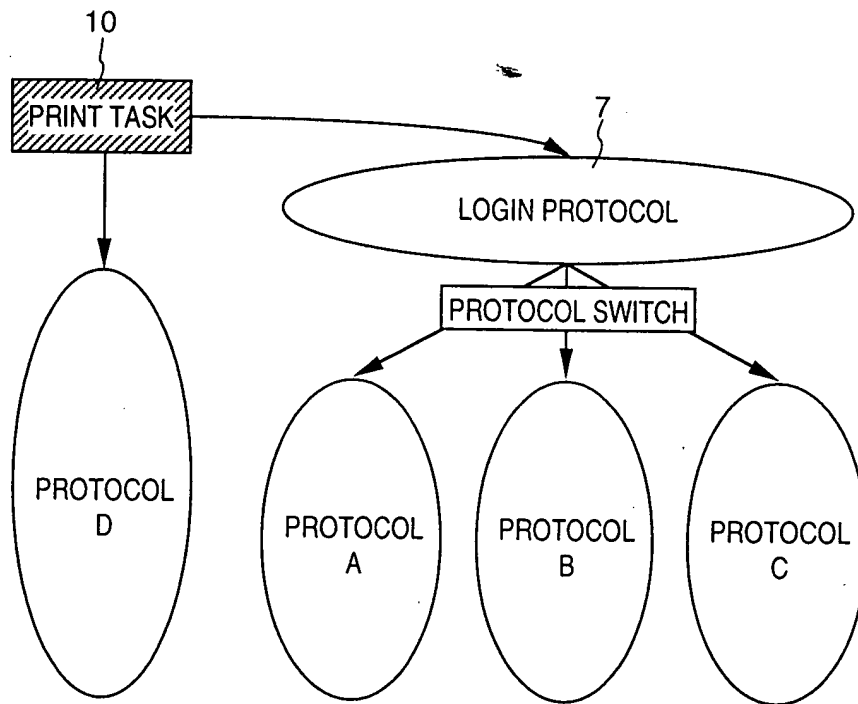 10
PRINT TASK
7
LOGIN PROTOCOL
PROTOCOL SWITCH
PROTOCOL
D
PROTOCOL
A
PROTOCOL
B
PROTOCOL
C